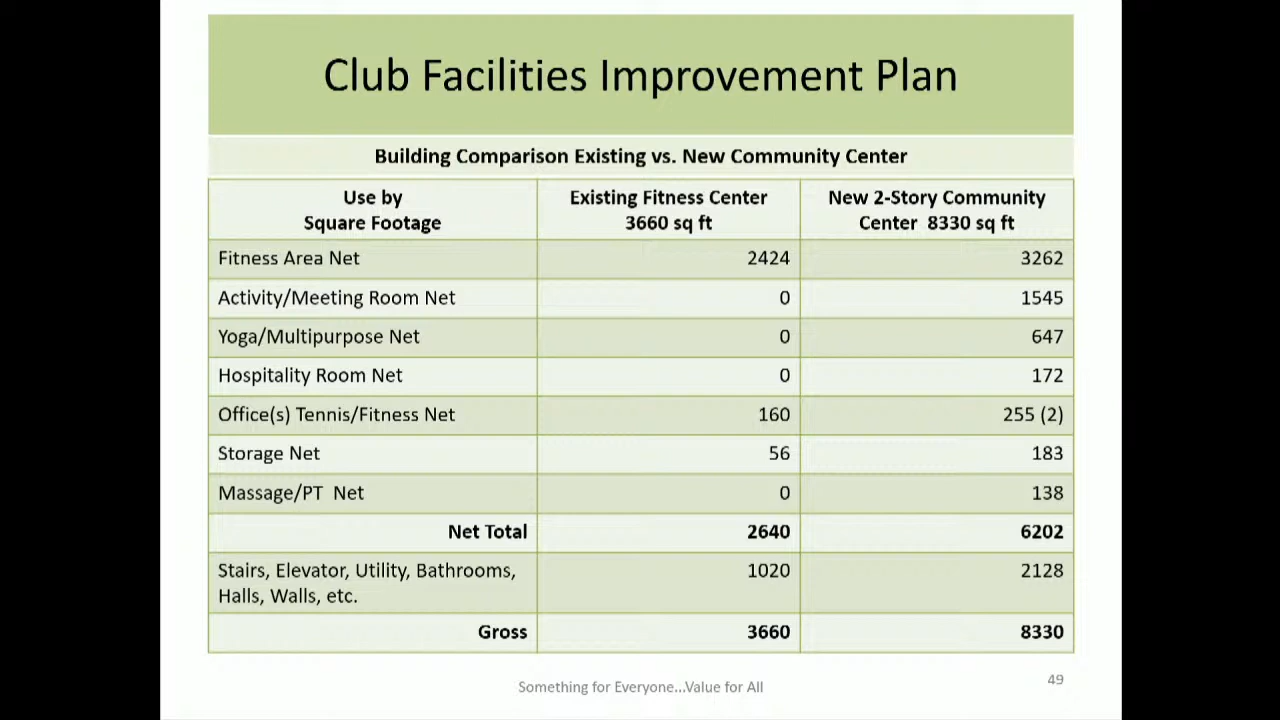 Club Facilities Improvement Plan
Building Comparison Existing vs. New Community Center
Use by
Square Footage
Existing Fitness Center
3660 sq ft
New 2-Story Community
Center 8330 sq ft
Fitness Area Net 2424 3262
Activity/Meeting Room Net 0 1545
Yoga/Multipurpose Net 0 647
Hospitality Room Net 0 172
Office(s) Tennis/Fitness Net 160 255 (2)
Storage Net 56 183
Massage/PT Net 0 138
Net Total 2640 6202
Stairs, Elevator, Utility, Bathrooms, 1020 2128
Halls, Walls, etc.
Gross 3660 8330
Something for Everyone...Value for All
49